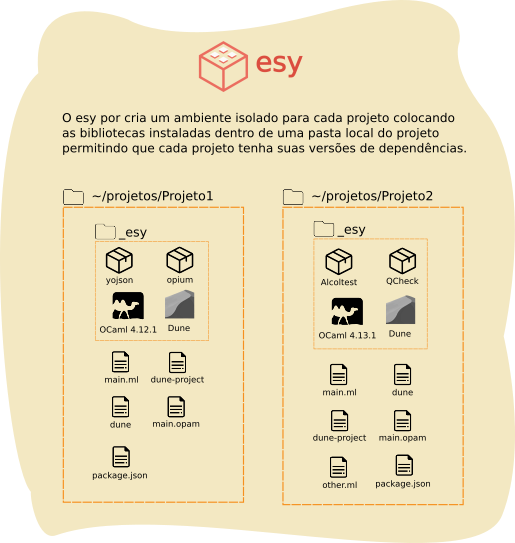 esy
O esy por cria um ambiente isolado para cada projeto colocando
as bibliotecas instaladas dentro de uma pasta local do projeto
permitindo que cada projeto tenha suas versões de dependências.
~/projetos/Projeto1
_esy
yojson opium
OCaml 4.12.1 Dune
main.ml dune-project
dune main.opam
package.json
~/projetos/Projeto2
_esy
Alcoltest QCheck
OCaml 4.13.1 Dune
main.ml dune
dune-project main.opam
other.ml package.json